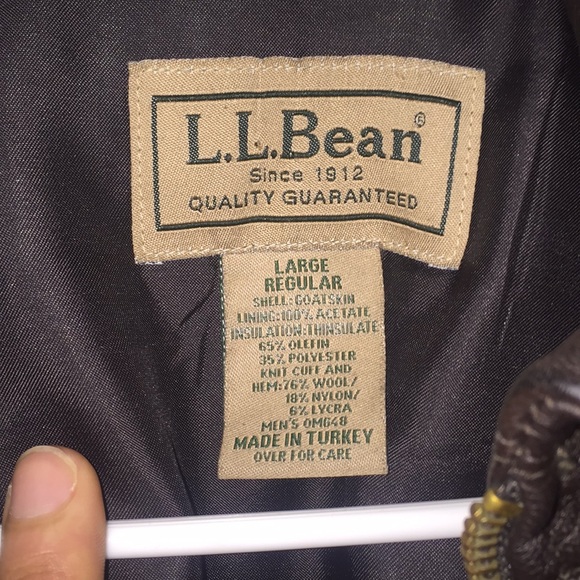 L.L.Bean®
Since 1912
QUALITY GUARANTEED
LARGE
REGULAR
SHELL:GOATSKIN
LINING:100% ACETATE
INSULATION:THINSULATE
65% OLEFIN
35% POLYESTER
KNIT CUFF AND
HEM:76% WOOL/
18% NYLON/
6% LYCRA
MEN'S OM648
MADE IN TURKEY
OVER FOR CARE